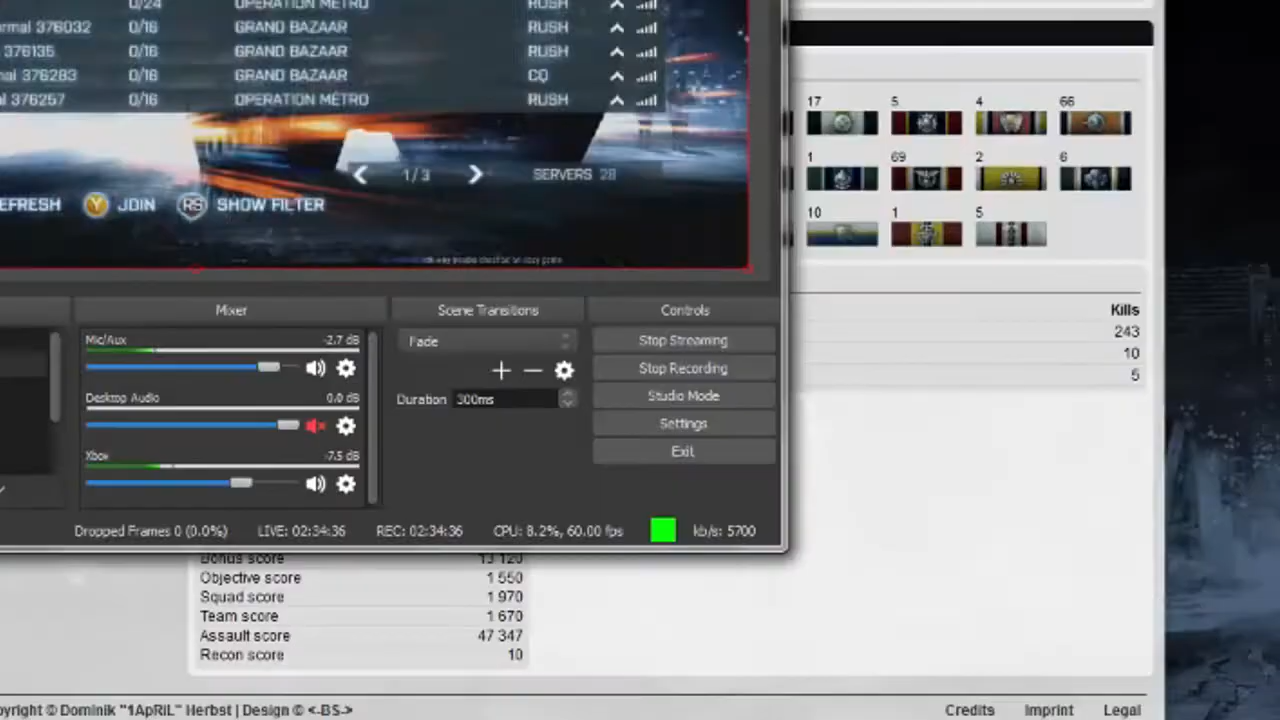 0/24 OPERATION MÉTRO RUSH
ormal 376032 0/16 GRAND BAZAAR RUSH
376135 0/16 GRAND BAZAAR RUSH
nal 376283 0/16 GRAND BAZAAR CQ
l 376257 0/16 OPERATION MÉTRO RUSH
1/3 SERVERS 28
EFRESH Y JOIN RS SHOW FILTER
17 5 4 66
1 69 2 6
10 1 5
Mixer Scene Transitions Controls
Mic/Aux -2.7 dB
Desktop Audio 0.0 dB
Xbox -7.5 dB
Fade
Duration 300ms
Stop Streaming
Stop Recording
Studio Mode
Settings
Exit
Kills
243
10
5
Dropped Frames 0 (0.0%) LIVE: 02:34:36 REC: 02:34:36 CPU: 8.2%, 60.00 fps kb/s: 5700
Bonus score 13 120
Objective score 1 550
Squad score 1 970
Team score 1 670
Assault score 47 347
Recon score 10
pyright © Dominik "1ApRiL" Herbst | Design © <-BS->
Credits Imprint Legal